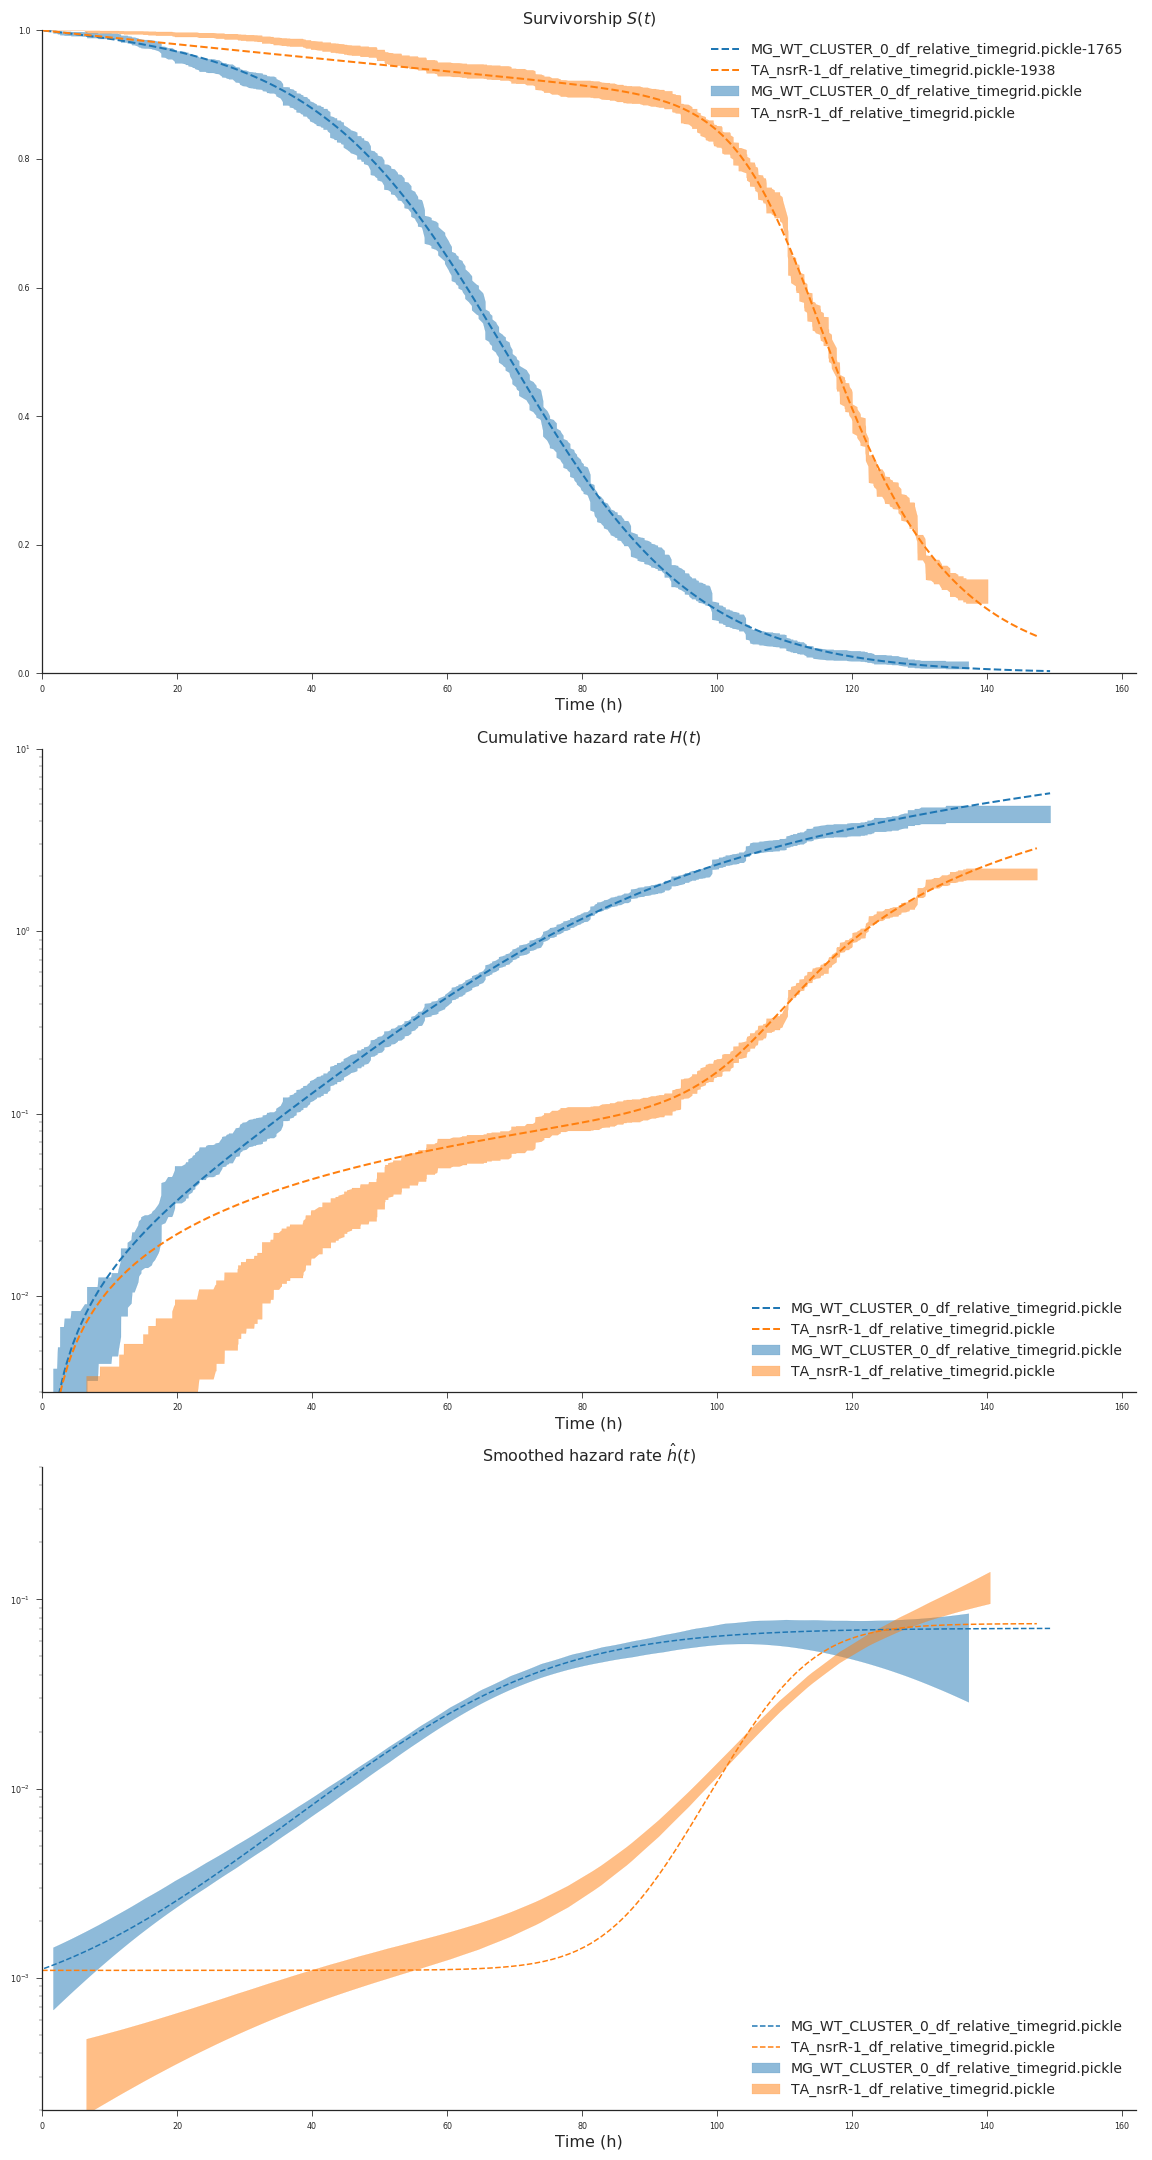 Survivorship S(t)
1.0
0.8
0.6
0.4
0.2
0.0
MG_WT_CLUSTER_0_df_relative_timegrid.pickle-1765
TA_nsrR-1_df_relative_timegrid.pickle-1938
MG_WT_CLUSTER_0_df_relative_timegrid.pickle
TA_nsrR-1_df_relative_timegrid.pickle
0 20 40 60 80 100 120 140 160
Time (h)
Cumulative hazard rate H(t)
10¹
10⁰
10⁻¹
10⁻²
MG_WT_CLUSTER_0_df_relative_timegrid.pickle
TA_nsrR-1_df_relative_timegrid.pickle
MG_WT_CLUSTER_0_df_relative_timegrid.pickle
TA_nsrR-1_df_relative_timegrid.pickle
0 20 40 60 80 100 120 140 160
Time (h)
Smoothed hazard rate ĥ(t)
10⁻¹
10⁻²
10⁻³
MG_WT_CLUSTER_0_df_relative_timegrid.pickle
TA_nsrR-1_df_relative_timegrid.pickle
MG_WT_CLUSTER_0_df_relative_timegrid.pickle
TA_nsrR-1_df_relative_timegrid.pickle
0 20 40 60 80 100 120 140 160
Time (h)